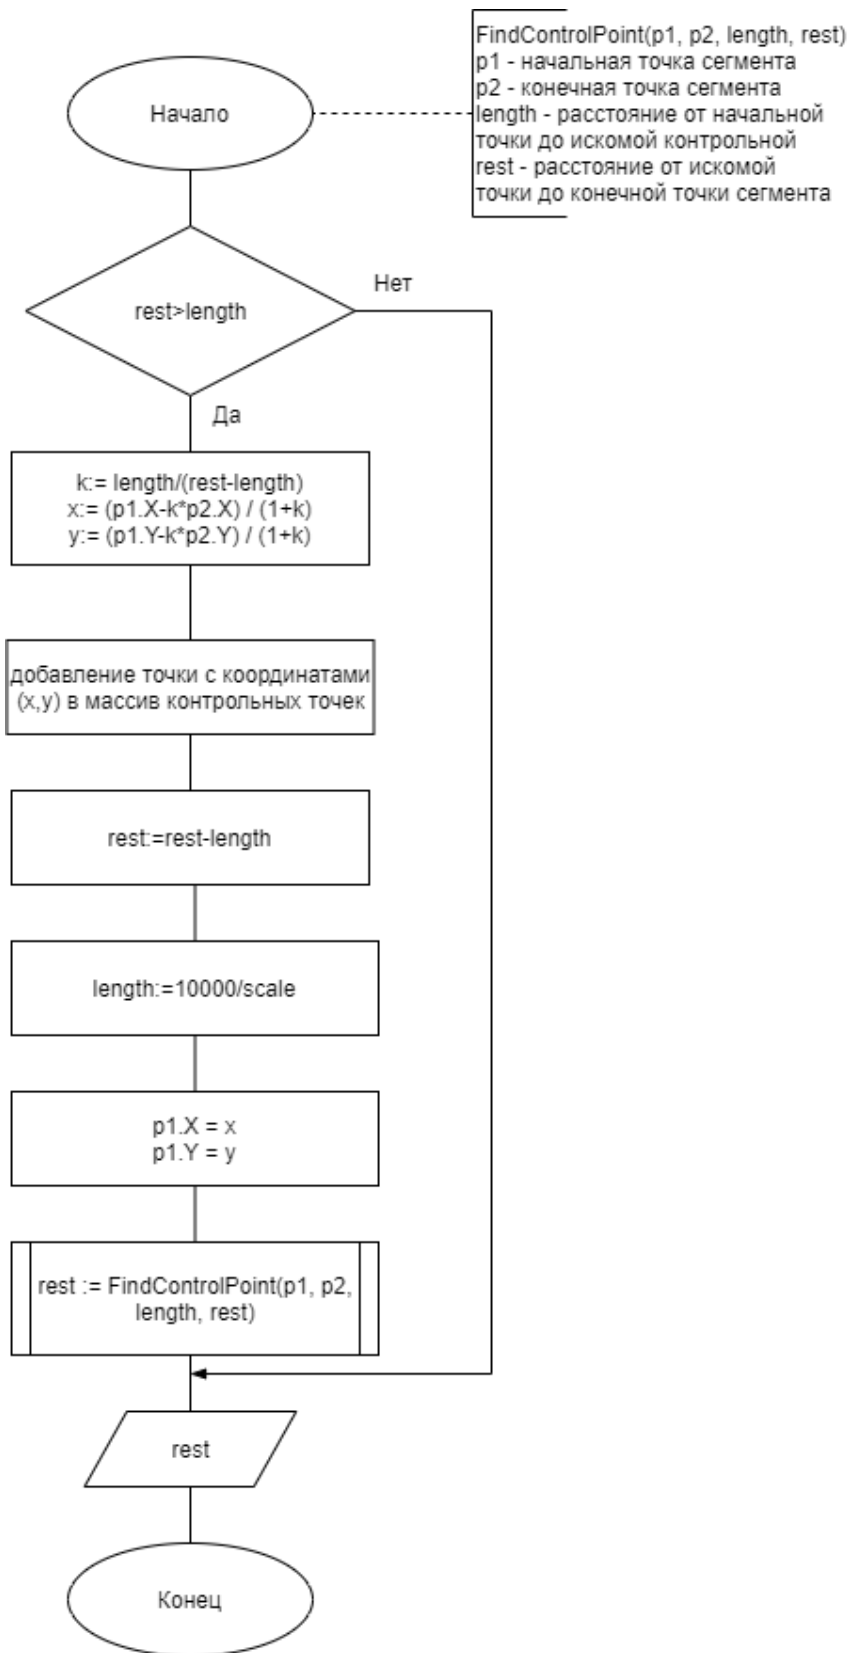 FindControlPoint(p1, p2, length, rest)
p1 - начальная точка сегмента
p2 - конечная точка сегмента
length - расстояние от начальной
точки до искомой контрольной
rest - расстояние от искомой
точки до конечной точки сегмента
Начало
rest>length
Нет
Да
k:= length/(rest-length)
x:= (p1.X-k*p2.X) / (1+k)
y:= (p1.Y-k*p2.Y) / (1+k)
добавление точки с координатами
(x,y) в массив контрольных точек
rest:=rest-length
length:=10000/scale
p1.X = x
p1.Y = y
rest := FindControlPoint(p1, p2,
length, rest)
rest
Конец